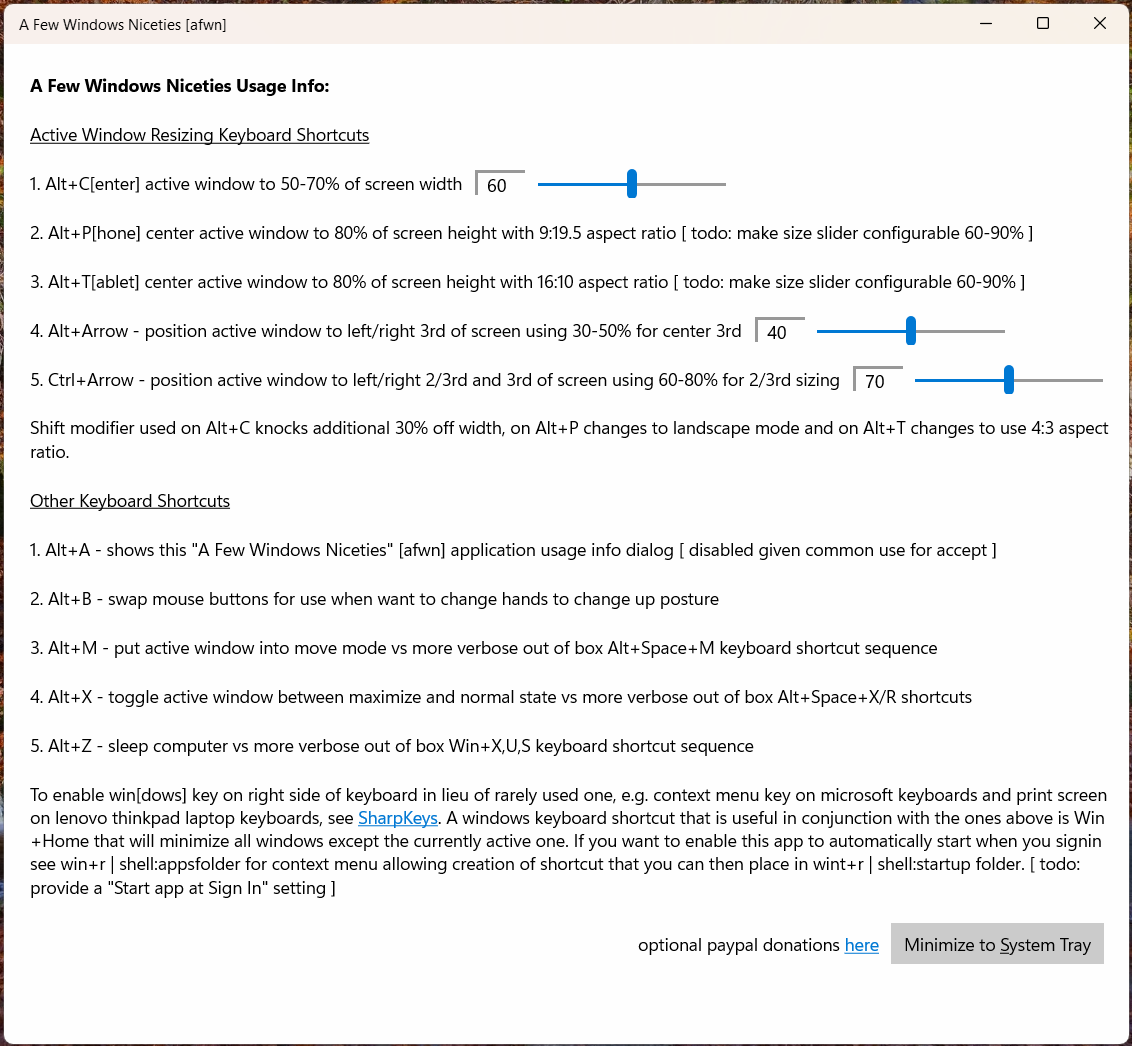 A Few Windows Niceties [afwn]
A Few Windows Niceties Usage Info:
Active Window Resizing Keyboard Shortcuts
1. Alt+C[enter] active window to 50-70% of screen width 60
2. Alt+P[hone] center active window to 80% of screen height with 9:19.5 aspect ratio [ todo: make size slider configurable 60-90% ]
3. Alt+T[ablet] center active window to 80% of screen height with 16:10 aspect ratio [ todo: make size slider configurable 60-90% ]
4. Alt+Arrow - position active window to left/right 3rd of screen using 30-50% for center 3rd 40
5. Ctrl+Arrow - position active window to left/right 2/3rd and 3rd of screen using 60-80% for 2/3rd sizing 70
Shift modifier used on Alt+C knocks additional 30% off width, on Alt+P changes to landscape mode and on Alt+T changes to use 4:3 aspect
ratio.
Other Keyboard Shortcuts
1. Alt+A - shows this "A Few Windows Niceties" [afwn] application usage info dialog [ disabled given common use for accept ]
2. Alt+B - swap mouse buttons for use when want to change hands to change up posture
3. Alt+M - put active window into move mode vs more verbose out of box Alt+Space+M keyboard shortcut sequence
4. Alt+X - toggle active window between maximize and normal state vs more verbose out of box Alt+Space+X/R shortcuts
5. Alt+Z - sleep computer vs more verbose out of box Win+X,U,S keyboard shortcut sequence
To enable win[dows] key on right side of keyboard in lieu of rarely used one, e.g. context menu key on microsoft keyboards and print screen
on lenovo thinkpad laptop keyboards, see SharpKeys. A windows keyboard shortcut that is useful in conjunction with the ones above is Win
+Home that will minimize all windows except the currently active one. If you want to enable this app to automatically start when you signin
see win+r | shell:appsfolder for context menu allowing creation of shortcut that you can then place in wint+r | shell:startup folder. [ todo:
provide a "Start app at Sign In" setting ]
optional paypal donations here Minimize to System Tray